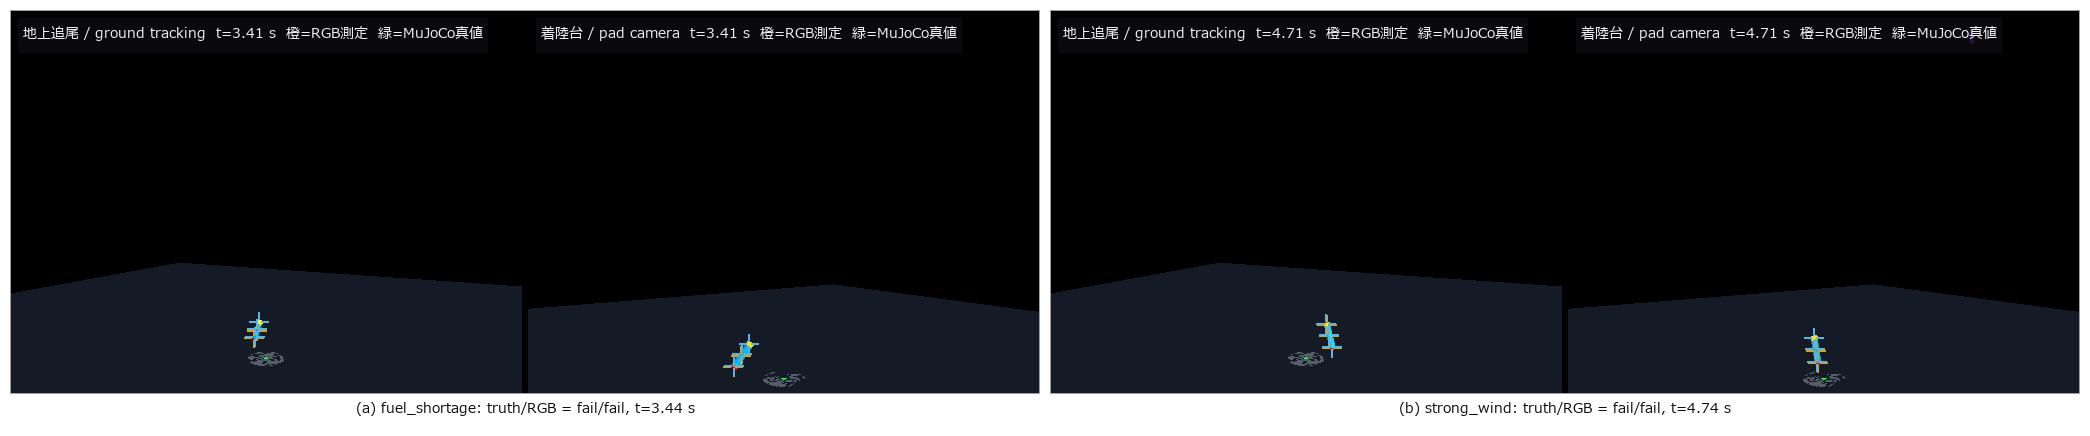 地上追尾 / ground tracking t=3.41 s 橙=RGB測定 緑=MuJoCo真値
着陸台 / pad camera t=3.41 s 橙=RGB測定 緑=MuJoCo真値
地上追尾 / ground tracking t=4.71 s 橙=RGB測定 緑=MuJoCo真値
着陸台 / pad camera t=4.71 s 橙=RGB測定 緑=MuJoCo真値
(a) fuel_shortage: truth/RGB = fail/fail, t=3.44 s
(b) strong_wind: truth/RGB = fail/fail, t=4.74 s